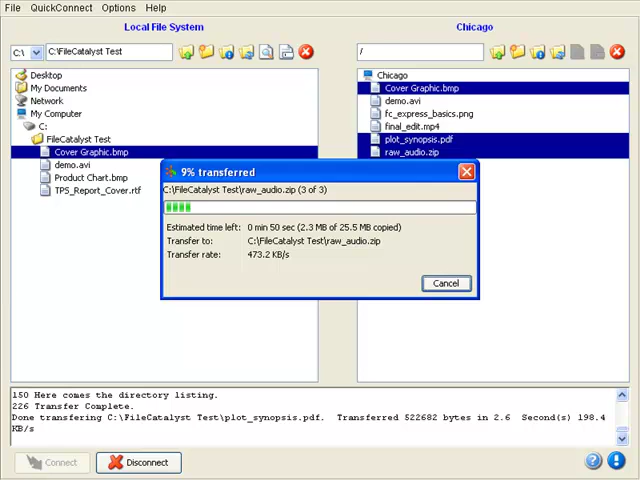 File QuickConnect Options Help
Local File System
Chicago
C:\ C:\FileCatalyst Test
/
Desktop
My Documents
Network
My Computer
C:
FileCatalyst Test
Cover Graphic.bmp
demo.avi
Product Chart.bmp
TPS_Report_Cover.rtf
Chicago
Cover Graphic.bmp
demo.avi
fc_express_basics.png
final_edit.mp4
plot_synopsis.pdf
raw_audio.zip
9% transferred
C:\FileCatalyst Test\raw_audio.zip (3 of 3)
Estimated time left: 0 min 50 sec (2.3 MB of 25.5 MB copied)
Transfer to: C:\FileCatalyst Test\raw_audio.zip
Transfer rate: 473.2 KB/s
Cancel
150 Here comes the directory listing.
226 Transfer Complete.
Done transferring C:\FileCatalyst Test\plot_synopsis.pdf. Transferred 522682 bytes in 2.6 Second(s) 198.4
KB/s
Connect Disconnect